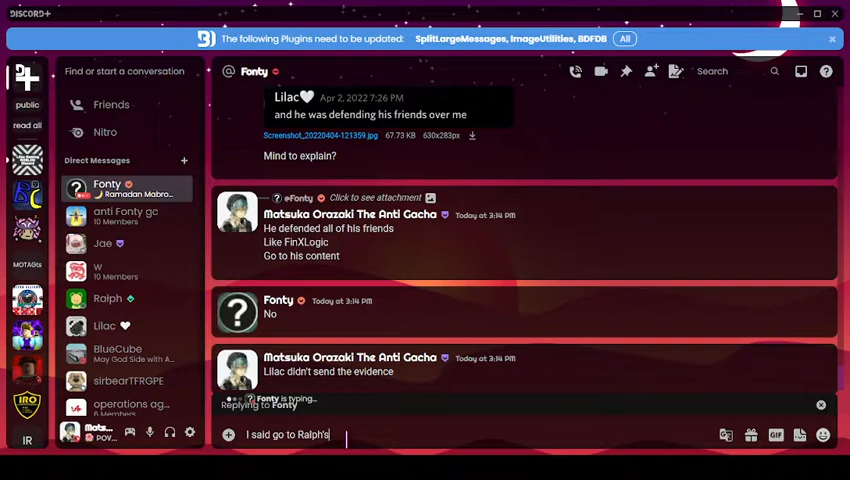 DISCORD+
The following Plugins need to be updated: SplitLargeMessages, ImageUtilities, BDFDB All
Find or start a conversation
Fonty
Search
public
read all
MOTAGts
IR
Friends
Nitro
Direct Messages
Fonty
Ramadan Mabro...
anti Fonty gc
10 Members
Jae
W
10 Members
Ralph
Lilac
BlueCube
May God Side with A...
sirbearTFRGPE
operations ag...
6 Members
Mats...
POV...
Lilac Apr 2, 2022 7:26 PM
and he was defending his friends over me
Screenshot_20220404-121359.jpg 67.73 KB 630x283px
Mind to explain?
@Fonty Click to see attachment
Matsuka Orazaki The Anti Gacha Today at 3:14 PM
He defended all of his friends
Like FinXLogic
Go to his content
Fonty Today at 3:14 PM
No
Matsuka Orazaki The Anti Gacha Today at 3:14 PM
Lilac didn't send the evidence
Fonty is typing...
Replying to Fonty
I said go to Ralph's
GIF